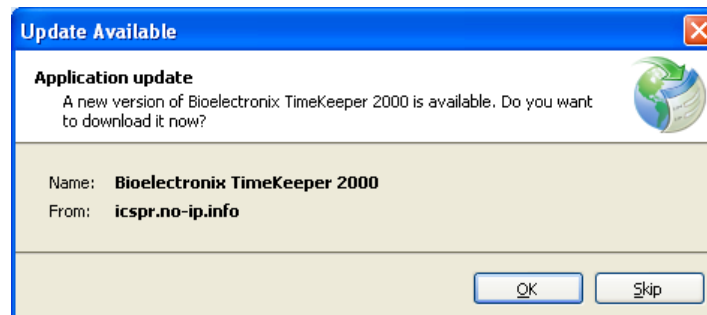 Update Available
Application update
A new version of Bioelectronix TimeKeeper 2000 is available. Do you want
to download it now?
Name: Bioelectronix TimeKeeper 2000
From: icspr.no-ip.info
OK Skip